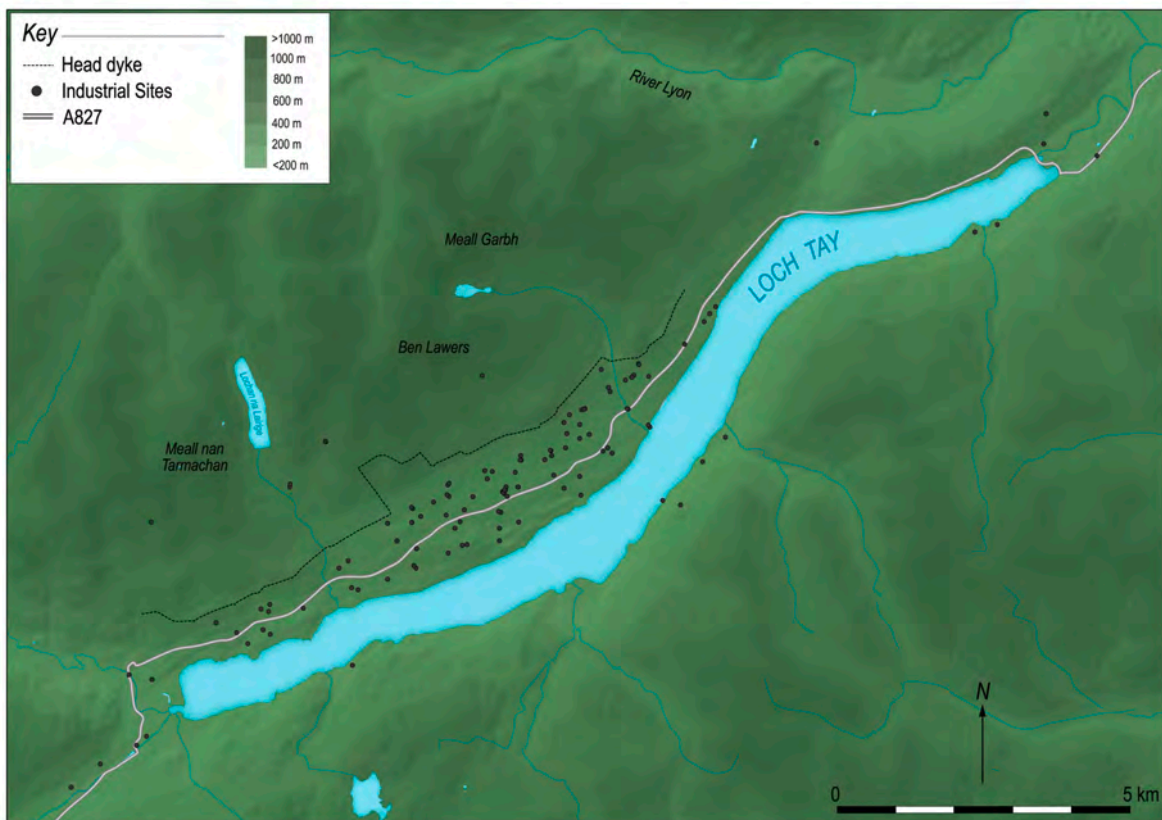 Key
Head dyke
Industrial Sites
A827
>1000 m
1000 m
800 m
600 m
400 m
200 m
<200 m
River Lyon
LOCH TAY
Meall Garbh
Ben Lawers
Lochan na Lairige
Meall nan
Tarmachan
N
0 5 km